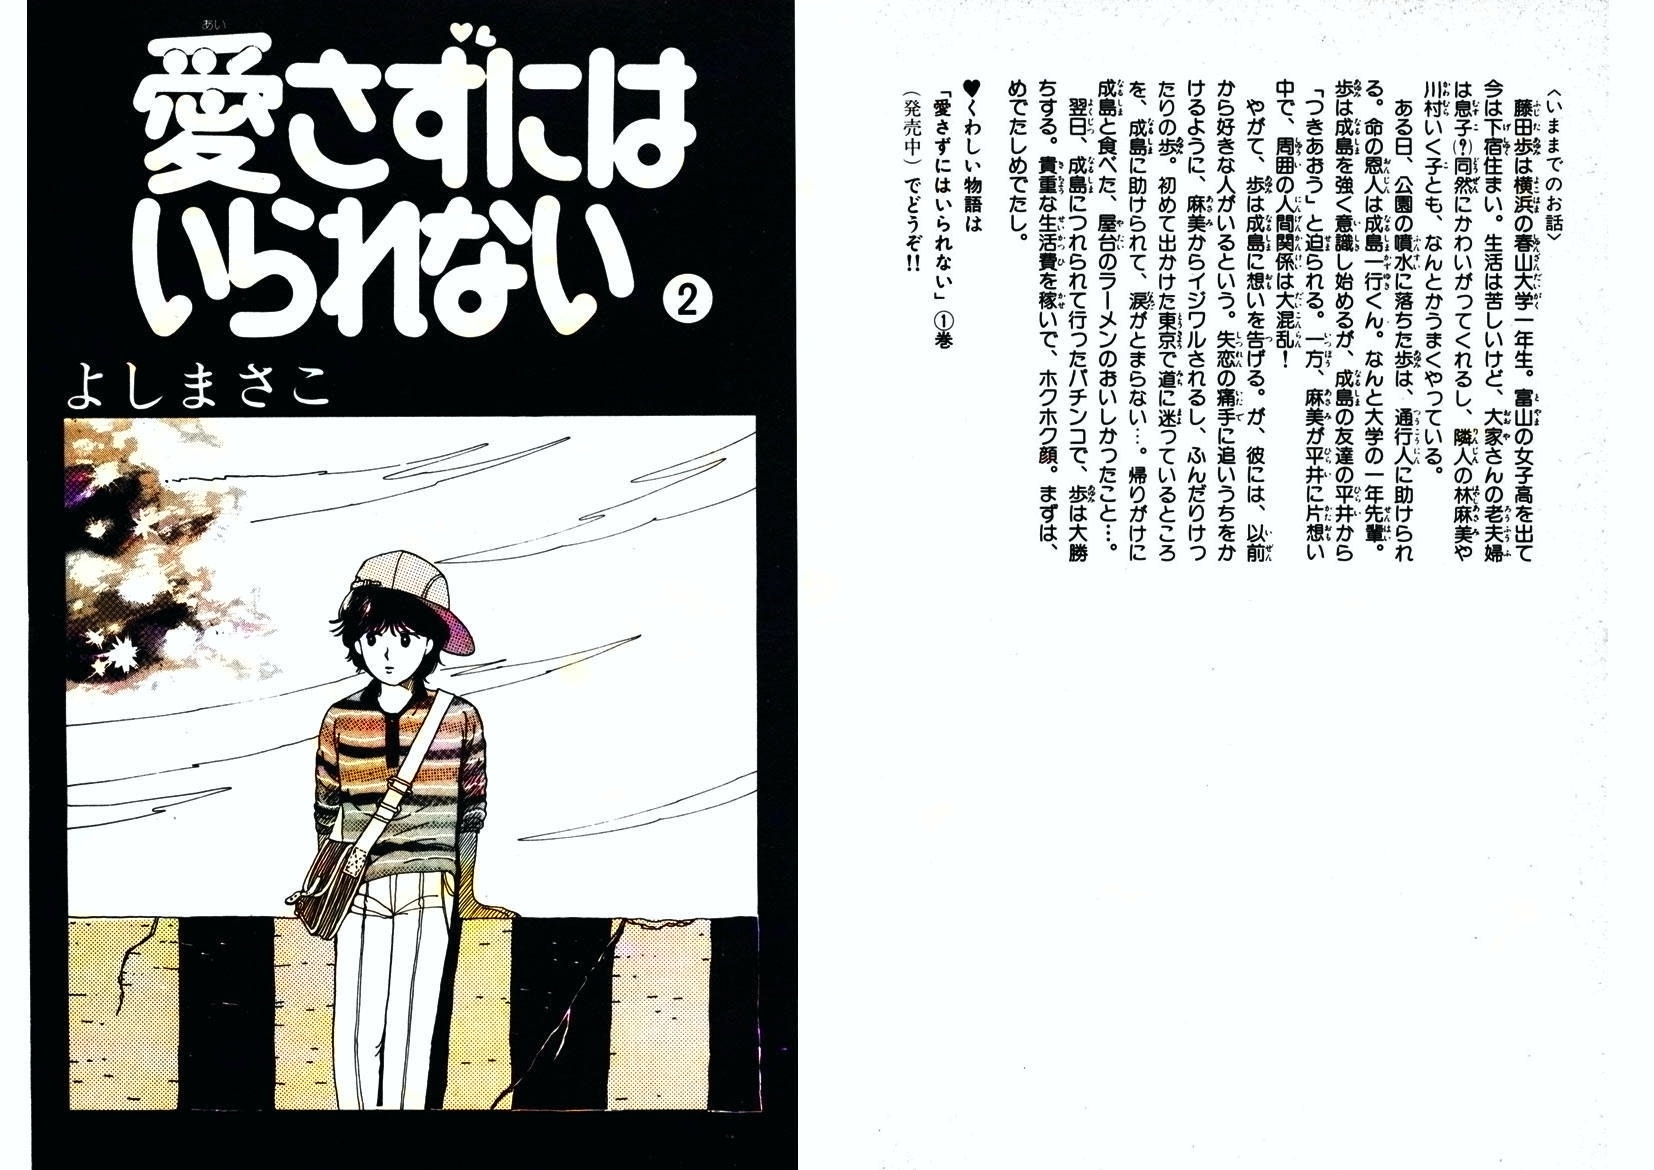 愛さずには
あい
いられない
②
よしまさこ
〈いままでのお話〉
藤田歩は横浜の春山大学一年生。富山の女子高を出て
今は下宿住まい。生活は苦しいけど、大家さんの老夫婦
は息子(?)同然にかわいがってくれるし、隣人の林麻美や
川村いく子とも、なんとかうまくやっている。
ある日、公園の噴水に落ちた歩は、通行人に助けられ
る。命の恩人は成島一行くん。なんと大学の一年先輩。
歩は成島を強く意識し始めるが、成島の友達の平井から
「つきあおう」と迫られる。一方、麻美が平井に片想い
中で、周囲の人間関係は大混乱!
やがて、歩は成島に想いを告げる。が、彼には、以前
から好きな人がいるという。失恋の痛手に追いうちをか
けるように、麻美からイジワルされるし、ふんだりけっ
たりの歩。初めて出かけた東京で道に迷っているところ
を、成島に助けられて、涙がとまらない…。帰りがけに
成島と食べた、屋台のラーメンのおいしかったこと…。
翌日、成島につれられて行ったパチンコで、歩は大勝
ちする。貴重な生活費を稼いで、ホクホク顔。まずは、
めでたしめでたし。
♥くわしい物語は
「愛さずにはいられない」①巻
(発売中)でどうぞ!!